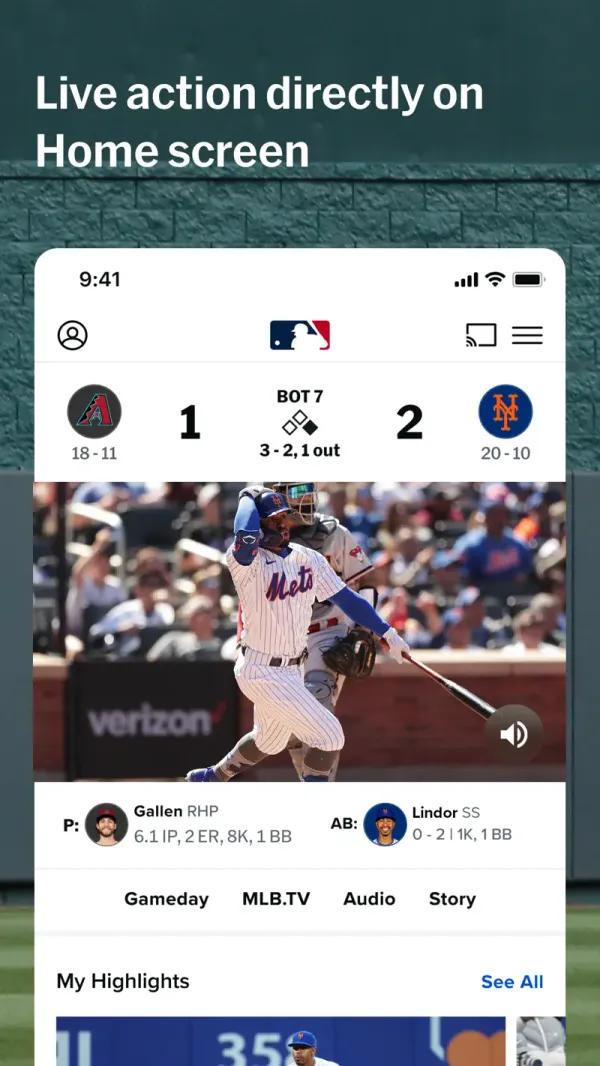 Live action directly on
Home screen
9:41
18 - 11
1
BOT 7
3 - 2, 1 out
2
20 - 10
Mets
verizon
P:
Gallen RHP
6.1 IP, 2 ER, 8K, 1 BB
AB:
Lindor SS
0 - 2 | 1K, 1 BB
Gameday MLB.TV Audio Story
My Highlights
See All
35